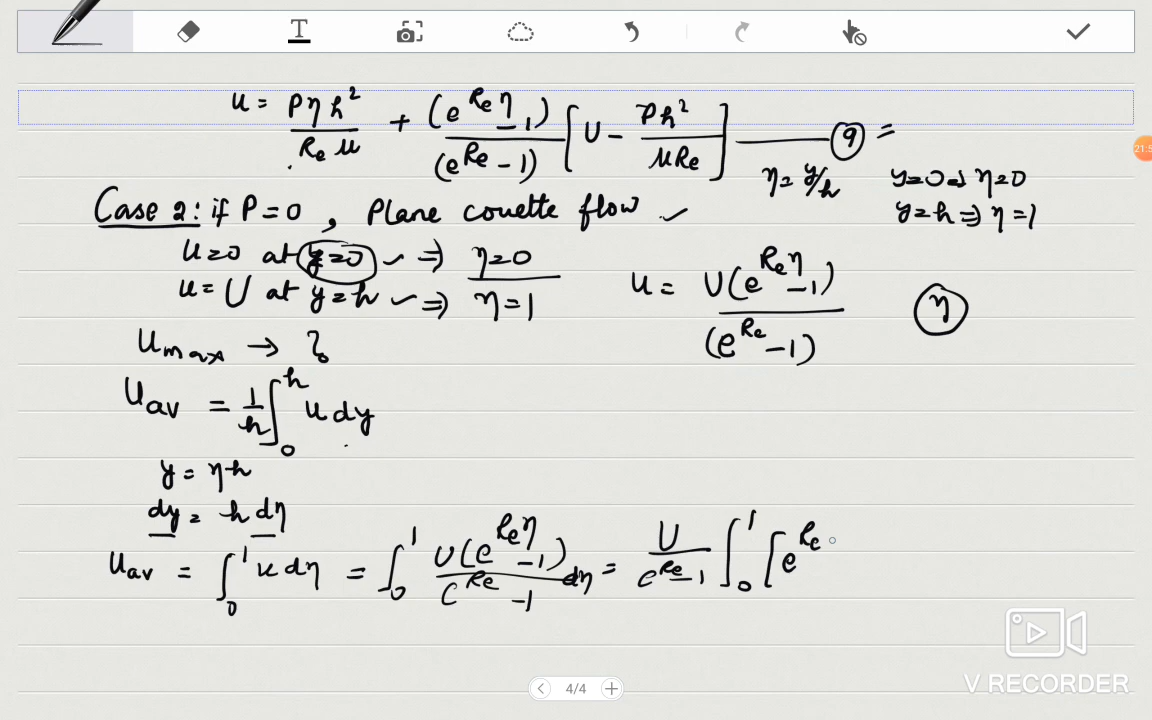 T
u = Pηh²/(Re μ) + (e^(Re η) - 1)/(e^(Re) - 1) [U - Ph²/(μRe)] ——— ⑨ =
21:5
η = y/h
y=0 ⇒ η=0
y=h ⇒ η=1
Case 2: if P=0, Plane couette flow ✓
u=0 at y=0 ✓ ⇒ η=0
u=U at y=h ✓ ⇒ η=1
u = U(e^(Re η) - 1)/(e^(Re) - 1)
η
u_max → ?
u_av = 1/h ∫₀^h u dy
y = ηh
dy = h dη
u_av = ∫₀¹ u dη = ∫₀¹ U(e^(Re η) - 1)/(e^(Re) - 1) dη = U/(e^(Re) - 1) ∫₀¹ [e^(Re
V RECORDER
4/4